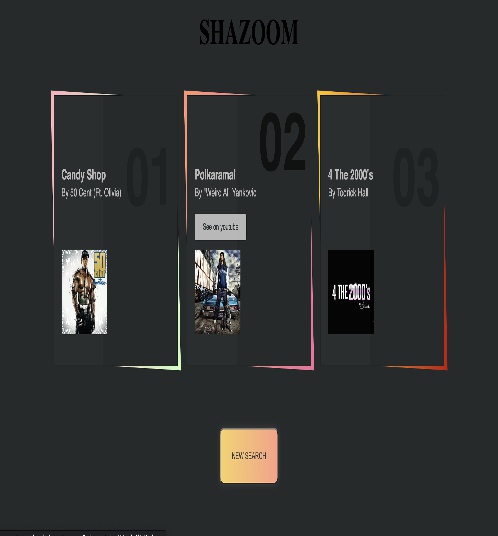 SHAZOOM
01
Candy Shop
By 50 Cent (Ft. Olivia)
02
Polkaramal
By "Weird Al" Yankovic
See on youtube
03
4 The 2000's
By Todrick Hall
4 THE 2000'S
NEW SEARCH